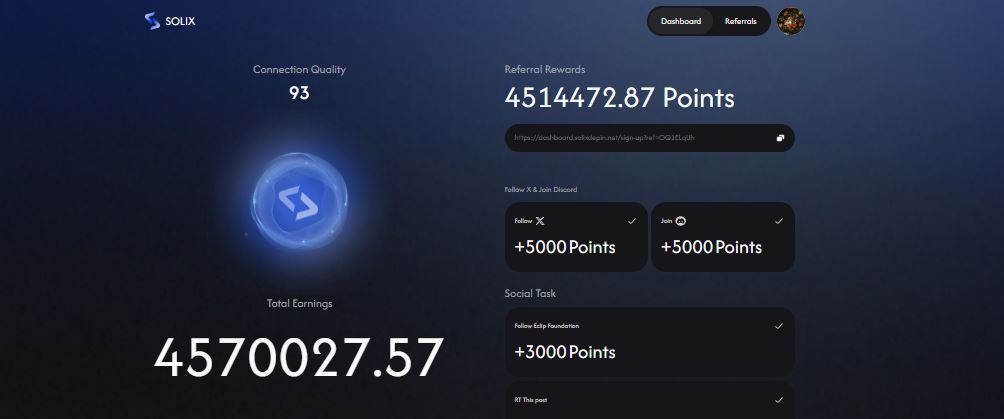 SOLIX
Dashboard
Referrals
Connection Quality
93
Total Earnings
4570027.57
Referral Rewards
4514472.87 Points
https://dashboard.solixdepin.net/sign-up?ref=OQ1ELqUh
Follow X & Join Discord
Follow X
+5000 Points
Join
+5000 Points
Social Task
Follow Eclip Foundation
+3000 Points
RT This post